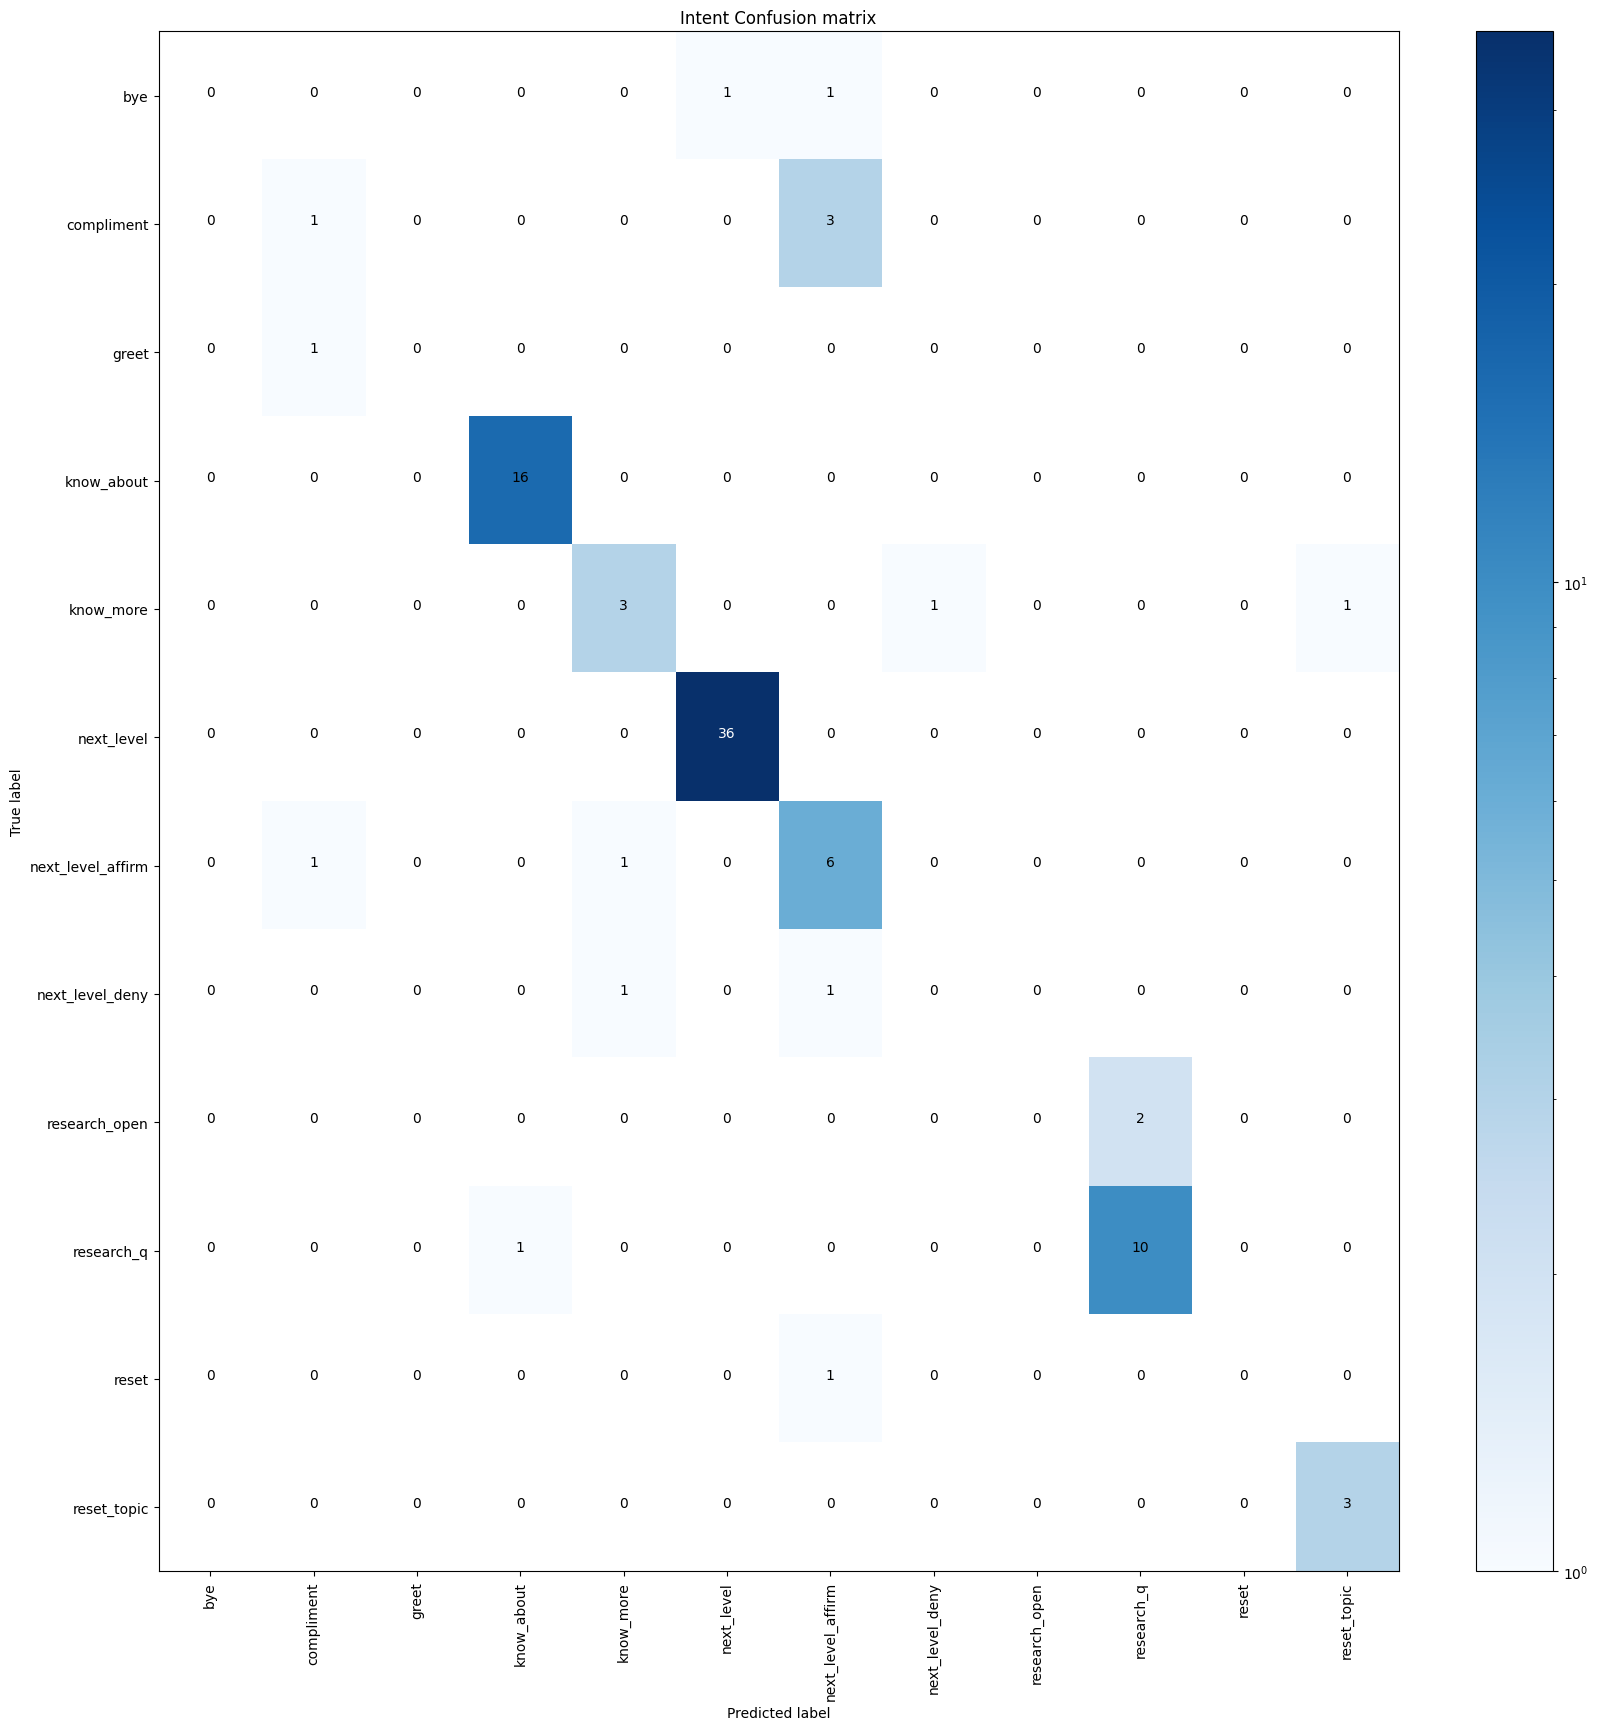 Intent Confusion matrix
bye 0 0 0 0 0 1 1 0 0 0 0 0
compliment 0 1 0 0 0 0 3 0 0 0 0 0
greet 0 1 0 0 0 0 0 0 0 0 0 0
know_about 0 0 0 16 0 0 0 0 0 0 0 0
know_more 0 0 0 0 3 0 0 1 0 0 0 1
next_level 0 0 0 0 0 36 0 0 0 0 0 0
next_level_affirm 0 1 0 0 1 0 6 0 0 0 0 0
next_level_deny 0 0 0 0 1 0 1 0 0 0 0 0
research_open 0 0 0 0 0 0 0 0 0 2 0 0
research_q 0 0 0 1 0 0 0 0 0 10 0 0
reset 0 0 0 0 0 0 1 0 0 0 0 0
reset_topic 0 0 0 0 0 0 0 0 0 0 0 3
True label
bye compliment greet know_about know_more next_level next_level_affirm next_level_deny research_open research_q reset reset_topic
Predicted label
10¹
10⁰